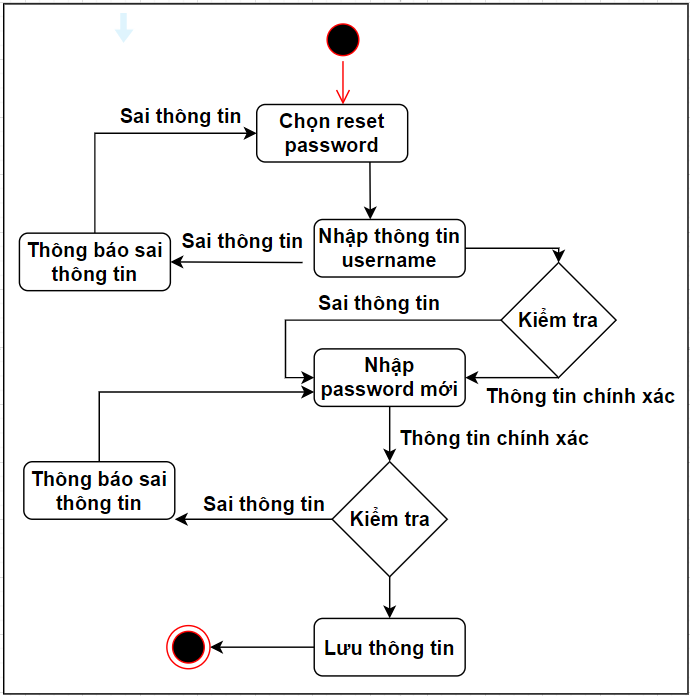 Sai thông tin
Chọn reset
password
Thông báo sai
thông tin
Sai thông tin
Nhập thông tin
username
Sai thông tin
Kiểm tra
Nhập
password mới
Thông tin chính xác
Thông tin chính xác
Thông báo sai
thông tin
Sai thông tin
Kiểm tra
Lưu thông tin